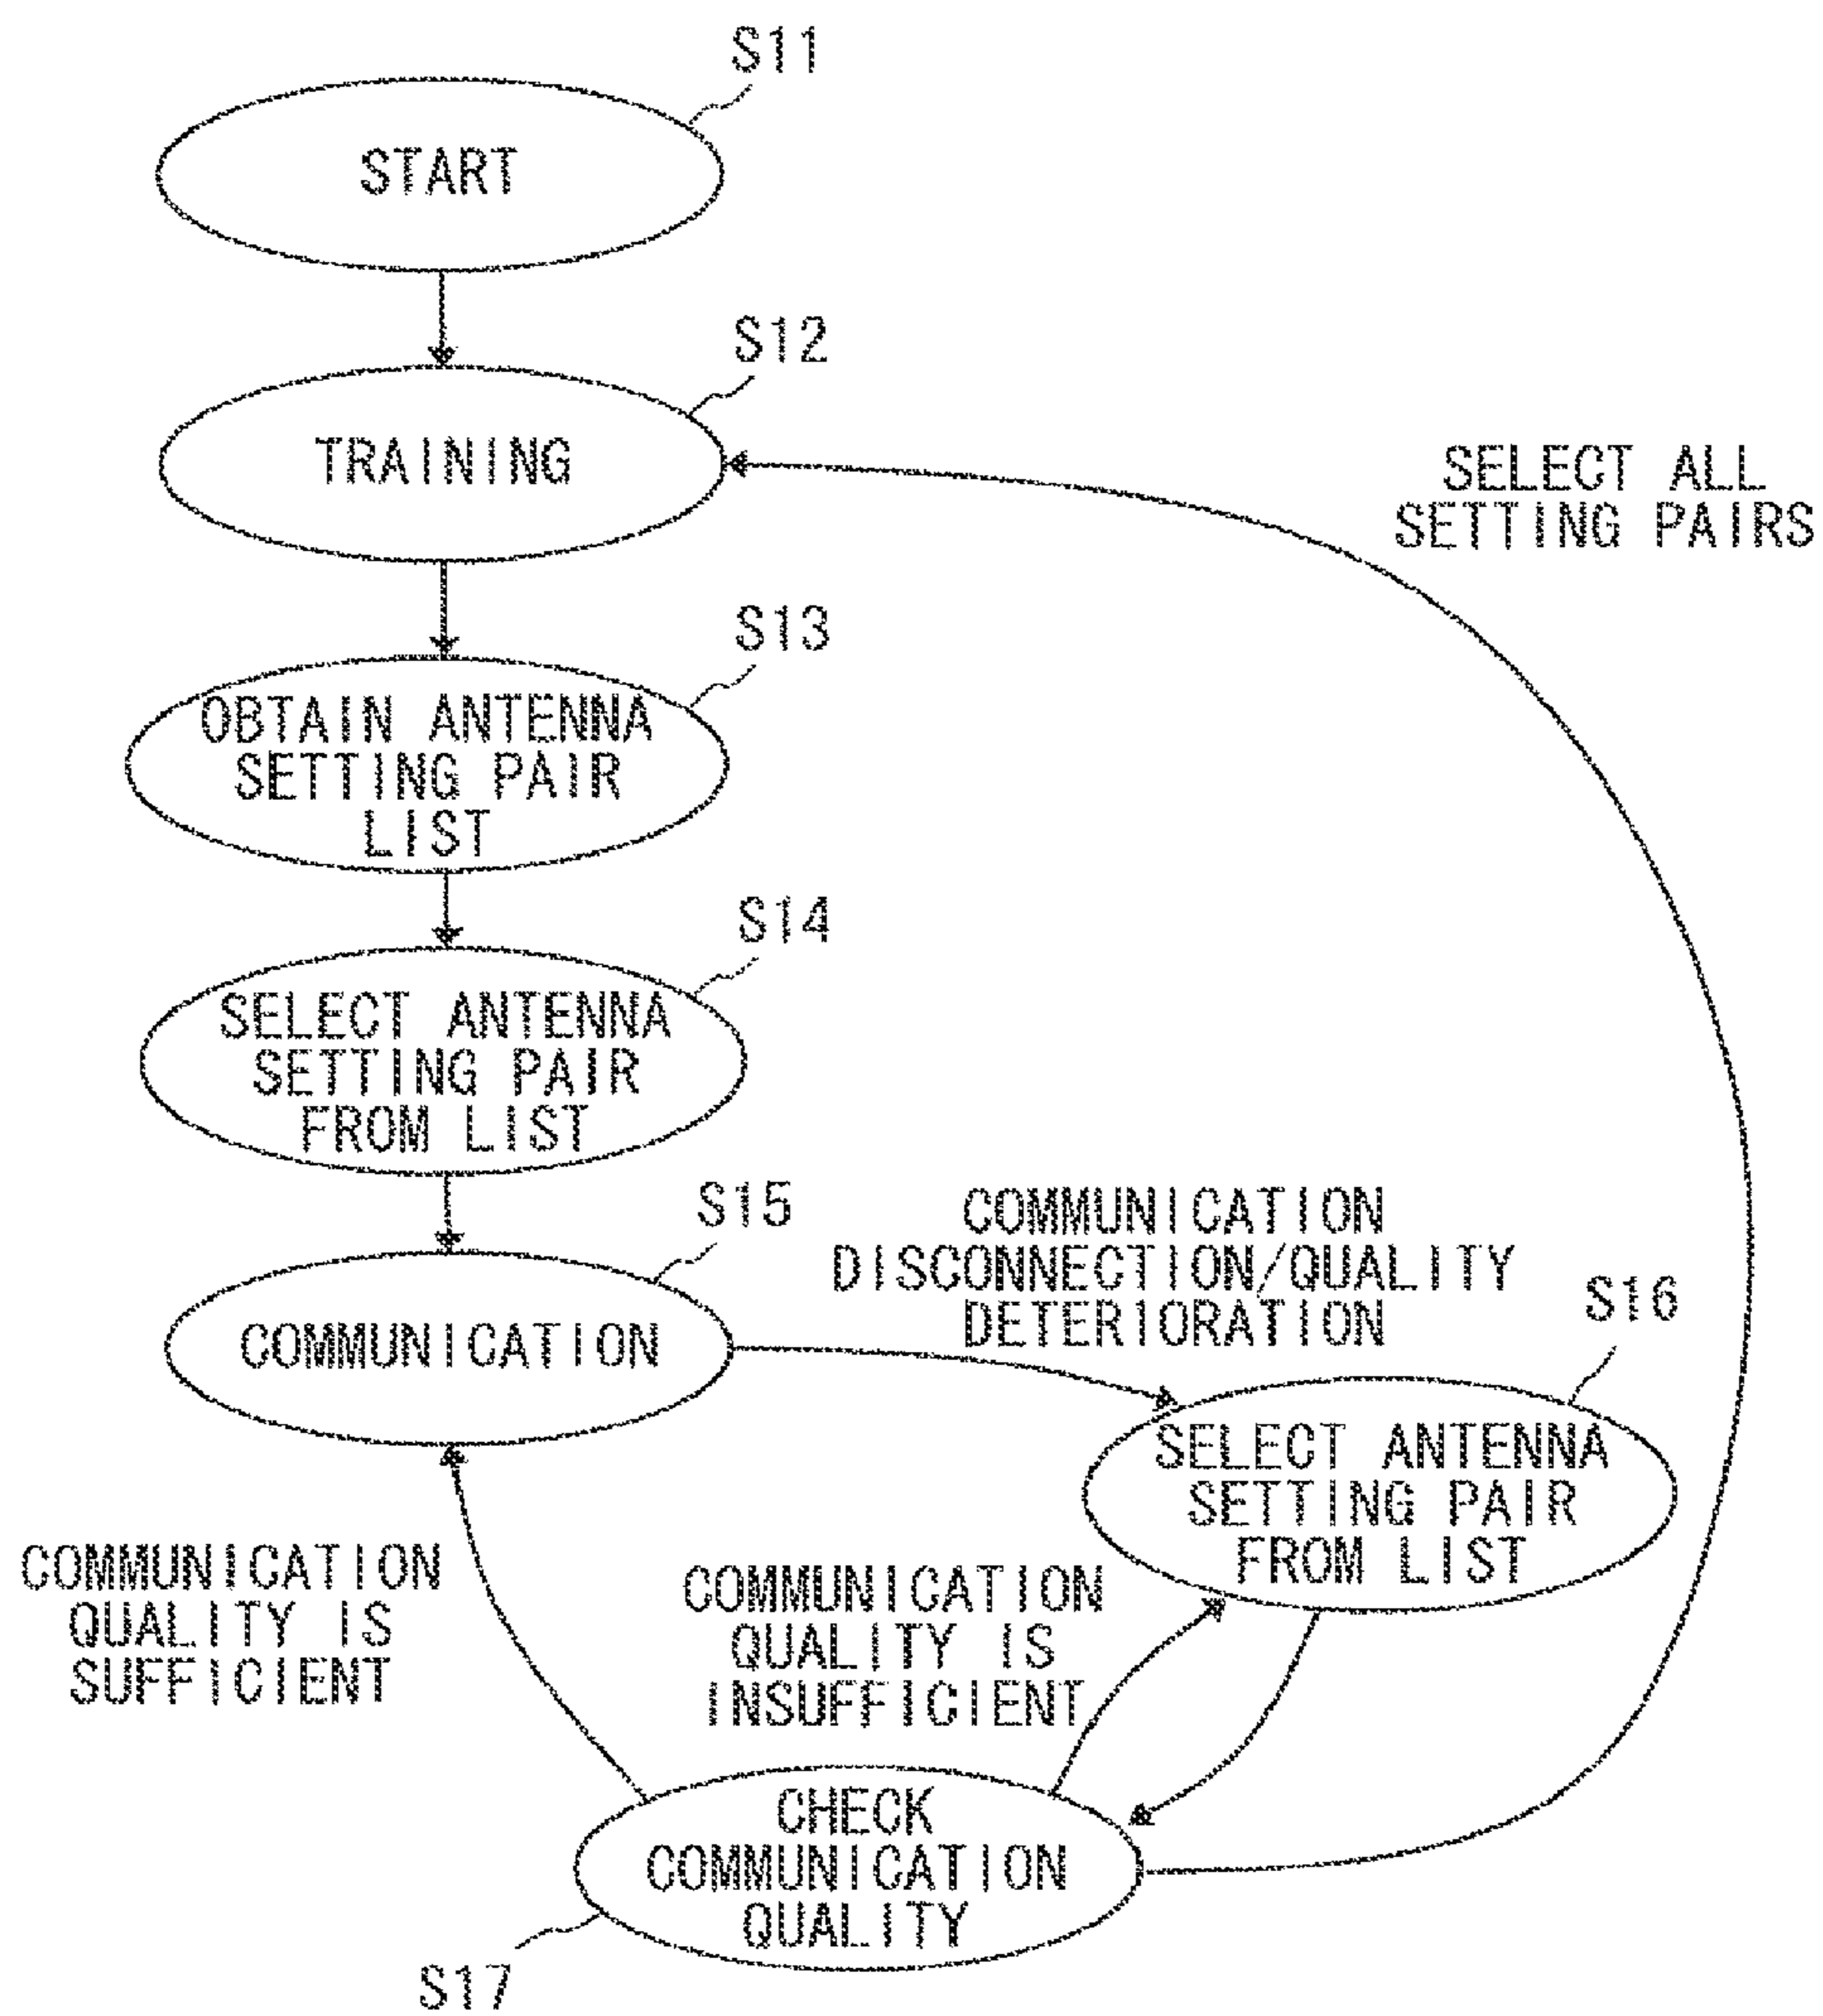 S11
START
S12
TRAINING
SELECT ALL
SETTING PAIRS
S13
OBTAIN ANTENNA
SETTING PAIR
LIST
S14
SELECT ANTENNA
SETTING PAIR
FROM LIST
S15
COMMUNICATION
COMMUNICATION
DISCONNECTION/QUALITY
DETERIORATION
S16
SELECT ANTENNA
SETTING PAIR
FROM LIST
COMMUNICATION
QUALITY IS
SUFFICIENT
COMMUNICATION
QUALITY IS
INSUFFICIENT
CHECK
COMMUNICATION
QUALITY
S17